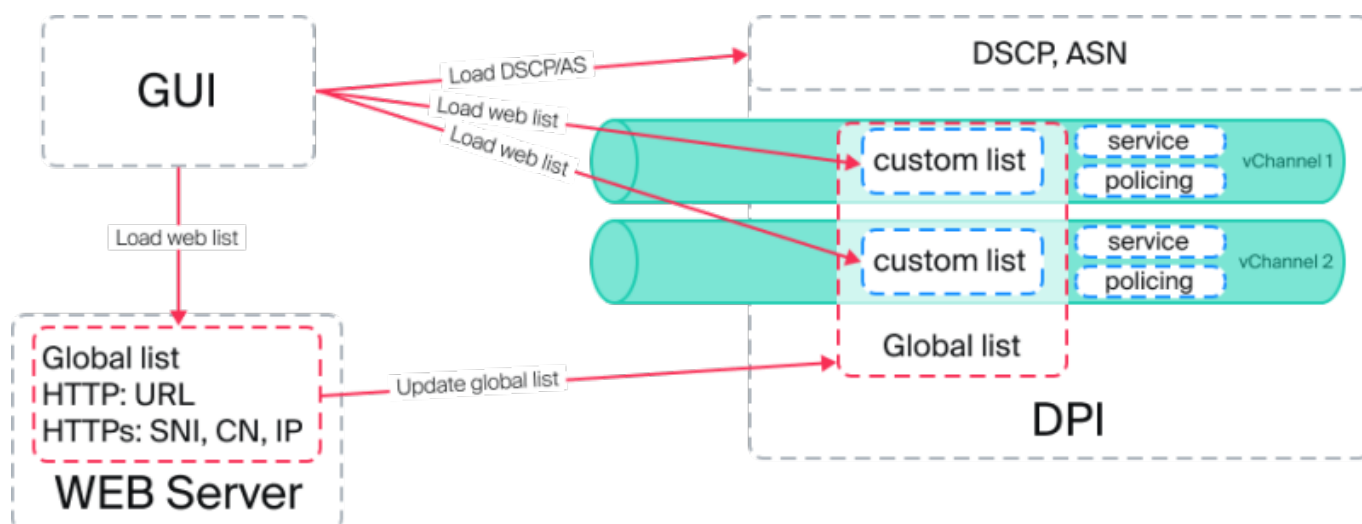 GUI
Load DSCP/AS
Load web list
Load web list
Load web list
DSCP, ASN
custom list
service
policing
vChannel 1
custom list
service
policing
vChannel 2
Global list
DPI
Update global list
Global list
HTTP: URL
HTTPs: SNI, CN, IP
WEB Server